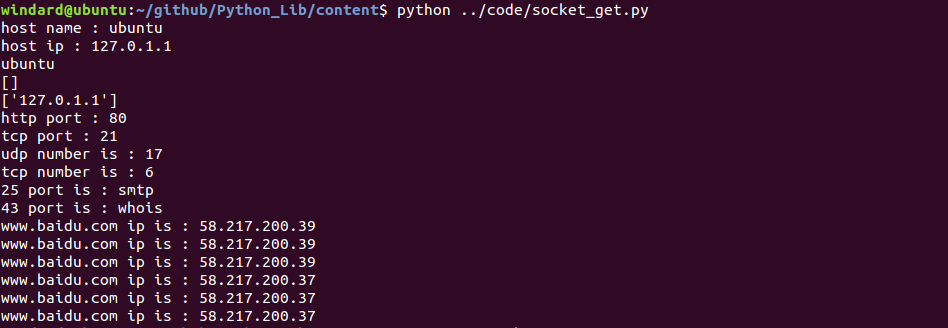 windard@ubuntu:~/github/Python_Lib/content$ python ../code/socket_get.py
host name : ubuntu
host ip : 127.0.1.1
ubuntu
[]
['127.0.1.1']
http port : 80
tcp port : 21
udp number is : 17
tcp number is : 6
25 port is : smtp
43 port is : whois
www.baidu.com ip is : 58.217.200.39
www.baidu.com ip is : 58.217.200.39
www.baidu.com ip is : 58.217.200.39
www.baidu.com ip is : 58.217.200.37
www.baidu.com ip is : 58.217.200.37
www.baidu.com ip is : 58.217.200.37